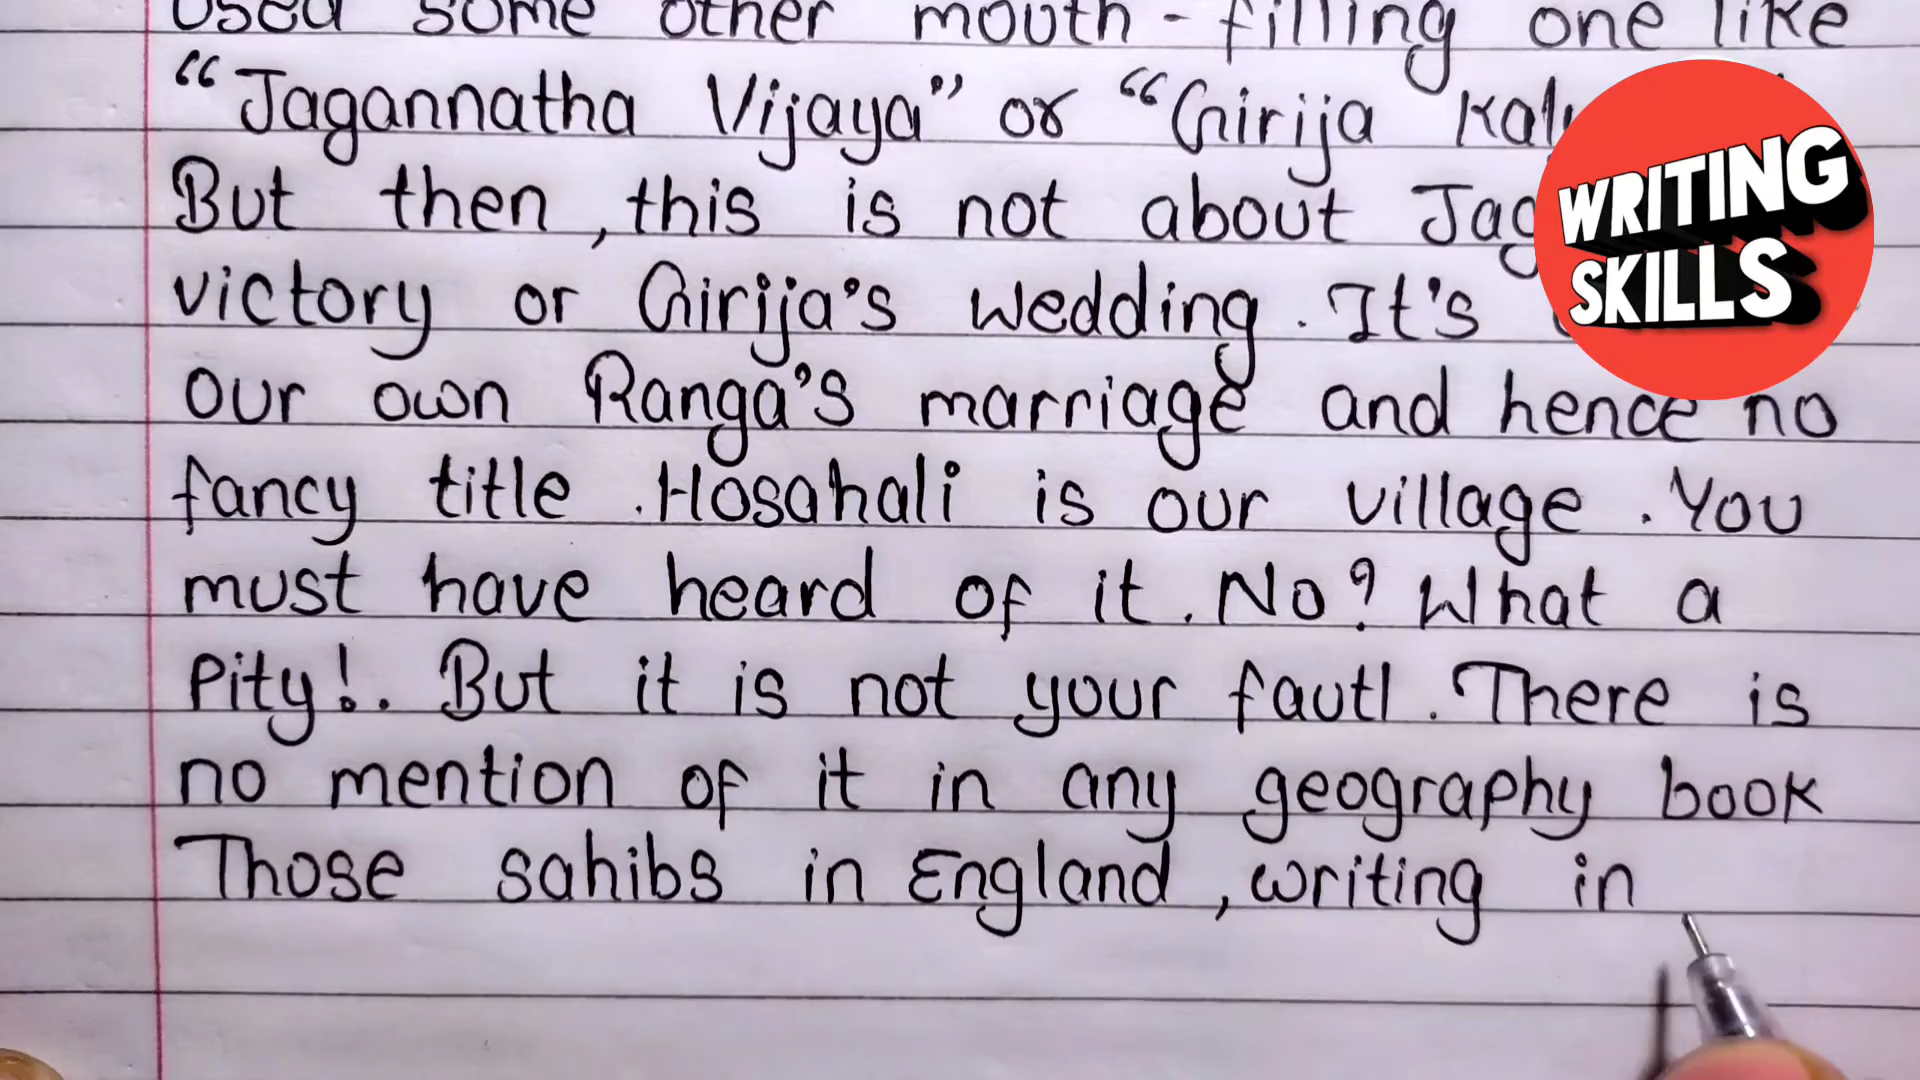 used some other mouth-filling one like
"Jagannatha Vijaya" or "Girija
But then, this is not about
victory or Girija's wedding. It's
our own Ranga's marriage and hence no
fancy title. Hosahali is our village. You
must have heard of it. No? What a
Pity!. But it is not your fautl. There is
no mention of it in any geography book
Those sahibs in England, writing in
WRITING
SKILLS